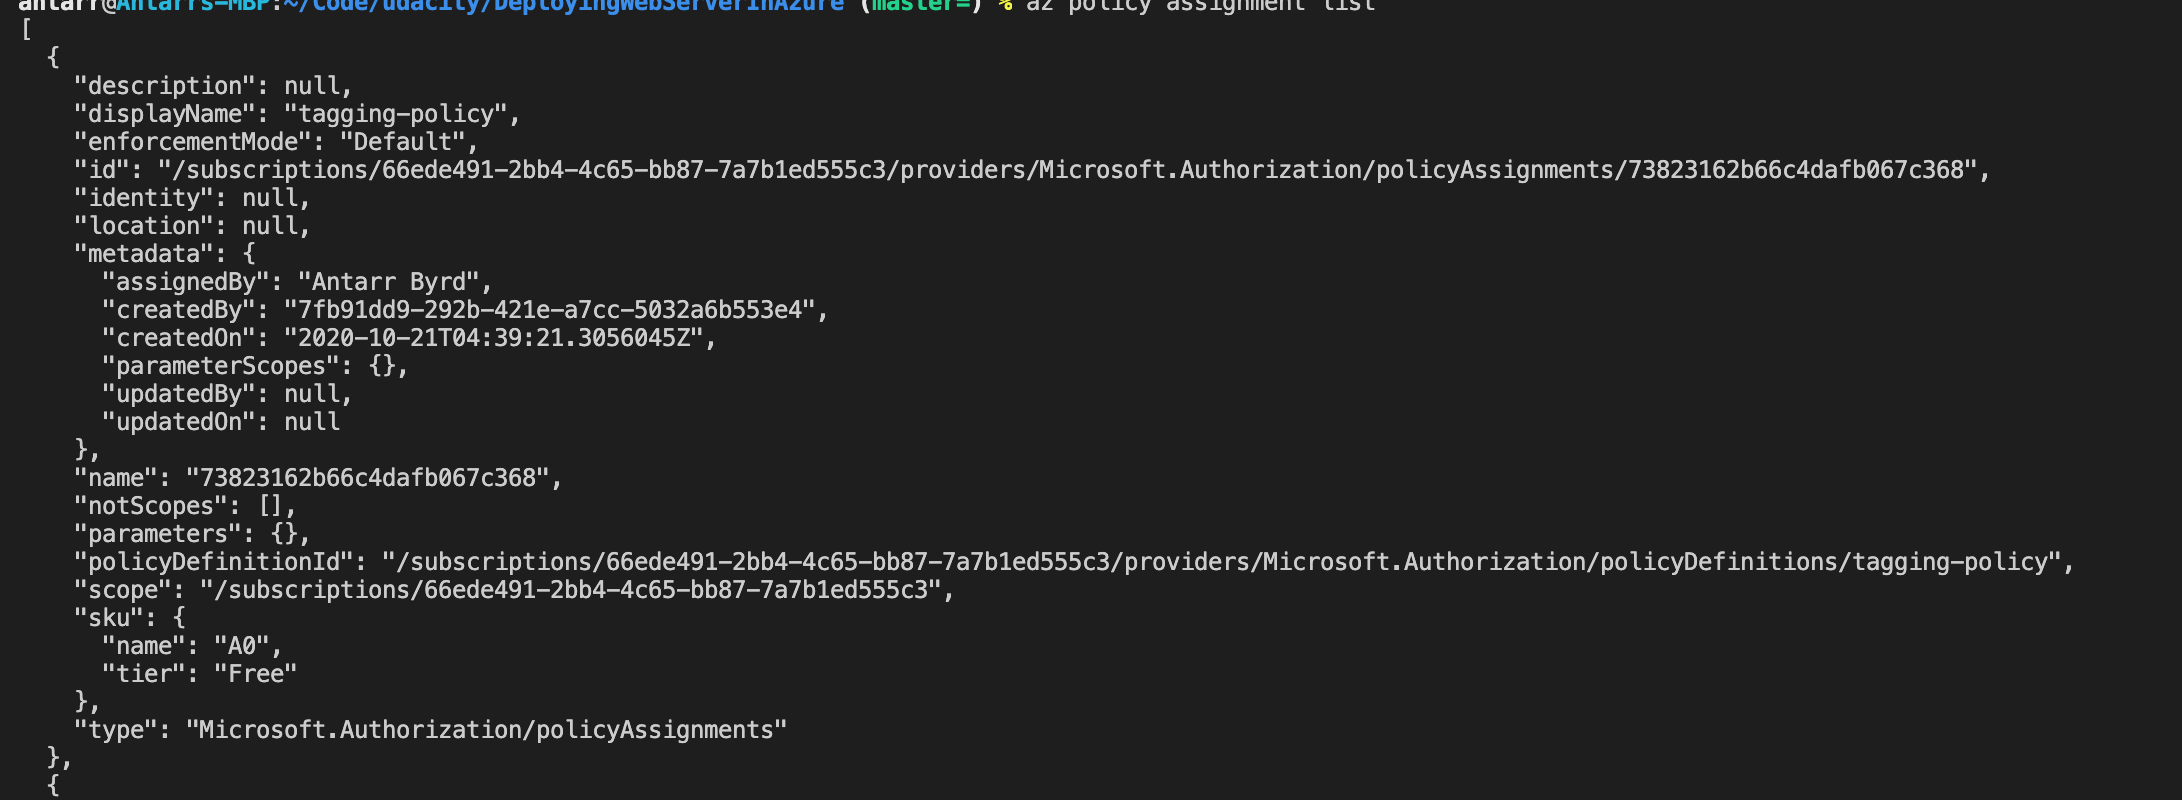 antarr@Antarrs-MBP:~/Code/udacity/DeployingWebServerInAzure (master=) % az policy assignment list
[
  {
    "description": null,
    "displayName": "tagging-policy",
    "enforcementMode": "Default",
    "id": "/subscriptions/66ede491-2bb4-4c65-bb87-7a7b1ed555c3/providers/Microsoft.Authorization/policyAssignments/73823162b66c4dafb067c368",
    "identity": null,
    "location": null,
    "metadata": {
      "assignedBy": "Antarr Byrd",
      "createdBy": "7fb91dd9-292b-421e-a7cc-5032a6b553e4",
      "createdOn": "2020-10-21T04:39:21.3056045Z",
      "parameterScopes": {},
      "updatedBy": null,
      "updatedOn": null
    },
    "name": "73823162b66c4dafb067c368",
    "notScopes": [],
    "parameters": {},
    "policyDefinitionId": "/subscriptions/66ede491-2bb4-4c65-bb87-7a7b1ed555c3/providers/Microsoft.Authorization/policyDefinitions/tagging-policy",
    "scope": "/subscriptions/66ede491-2bb4-4c65-bb87-7a7b1ed555c3",
    "sku": {
      "name": "A0",
      "tier": "Free"
    },
    "type": "Microsoft.Authorization/policyAssignments"
  },
  {